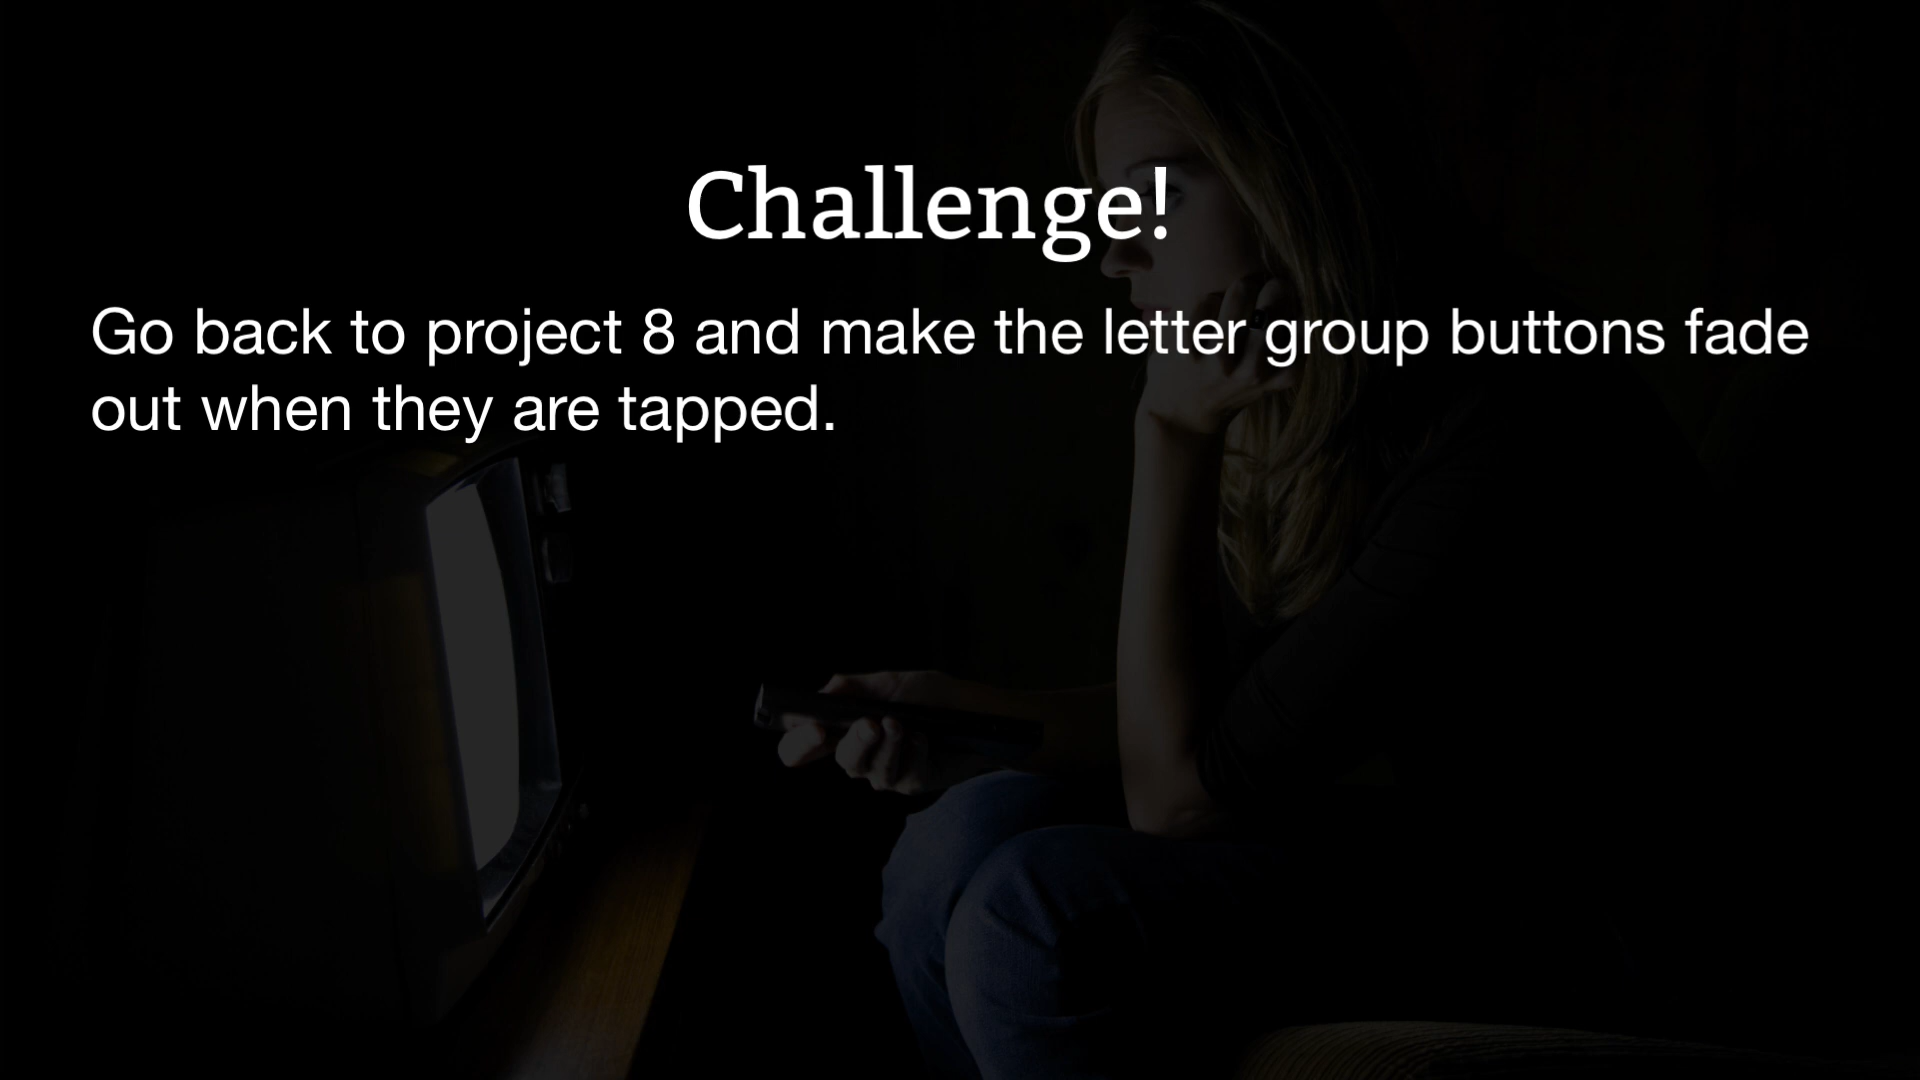 Challenge!
Go back to project 8 and make the letter group buttons fade
out when they are tapped.